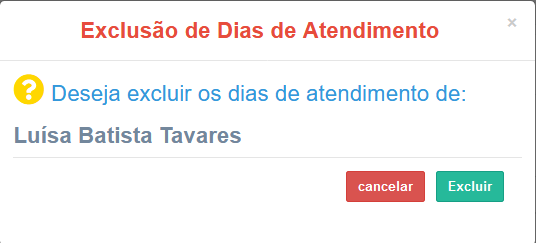 Exclusão de Dias de Atendimento
×
? Deseja excluir os dias de atendimento de:
Luísa Batista Tavares
cancelar Excluir